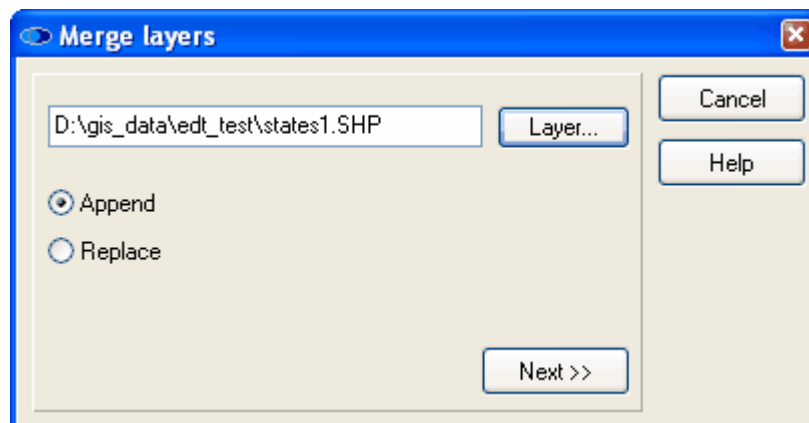 Merge layers
D:\gis_data\edt_test\states1.SHP
Layer...
Cancel
Help
Append
Replace
Next >>